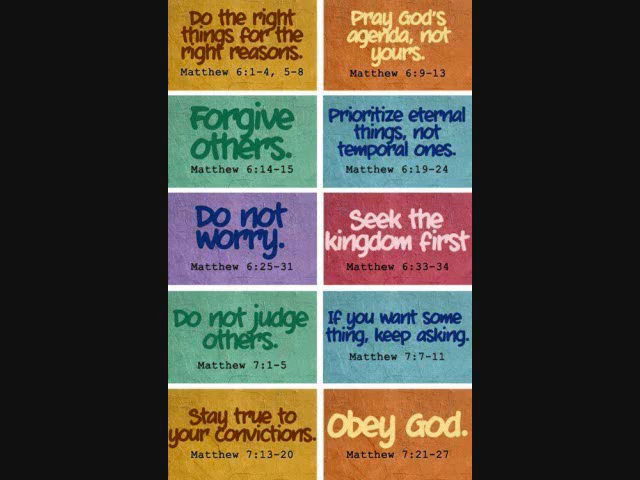 Do the right
things for the
right reasons.
Matthew 6:1-4, 5-8
Pray God's
agenda, not
yours.
Matthew 6:9-13
Forgive
others.
Matthew 6:14-15
Prioritize eternal
things, not
temporal ones.
Matthew 6:19-24
Do not
worry.
Matthew 6:25-31
Seek the
kingdom first
Matthew 6:33-34
Do not judge
others.
Matthew 7:1-5
If you want some
thing, keep asking.
Matthew 7:7-11
Stay true to
your convictions.
Matthew 7:13-20
Obey God.
Matthew 7:21-27